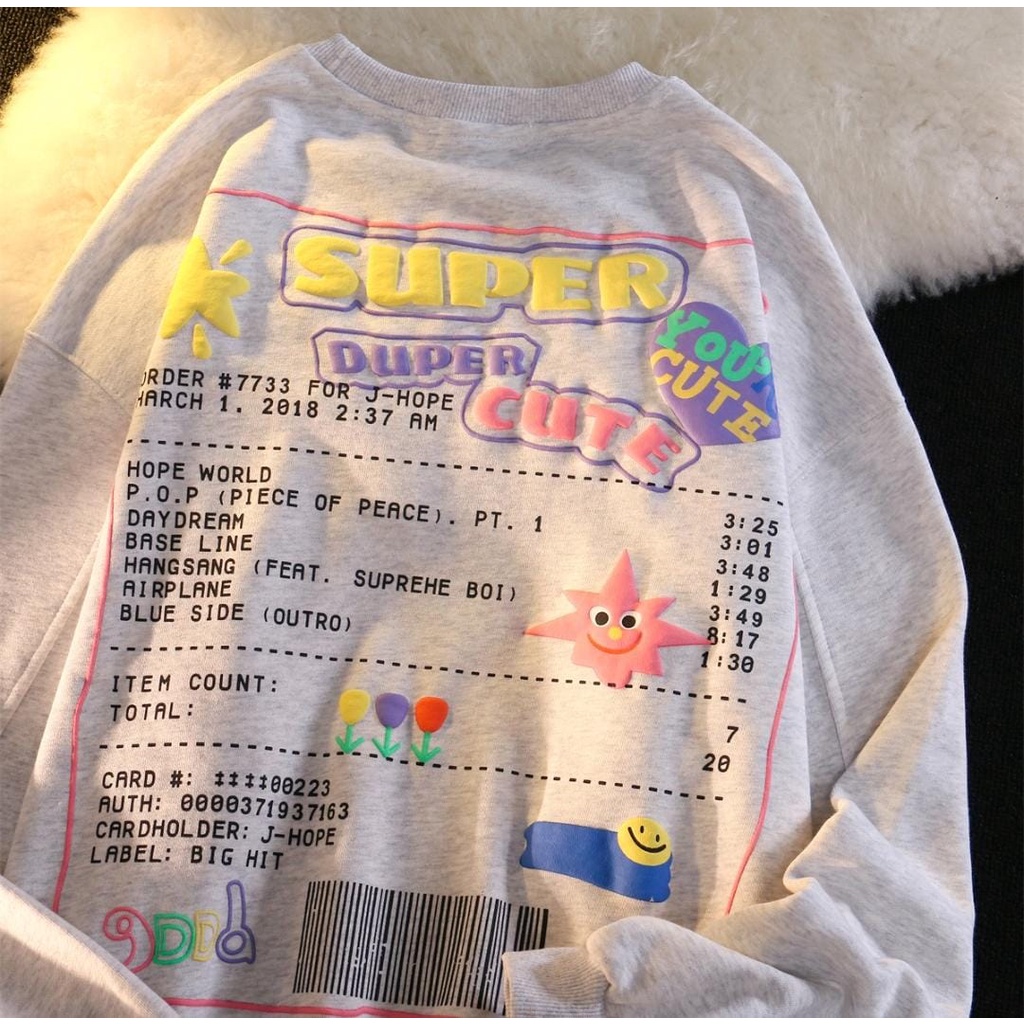 SUPER
DUPER
CUTE
YOU'
CUTE
ORDER #7733 FOR J-HOPE
MARCH 1. 2018 2:37 AM
HOPE WORLD 3:25
P.O.P (PIECE OF PEACE). PT. 1 3:01
DAYDREAM 3:48
BASE LINE 1:29
HANGSANG (FEAT. SUPREHE BOI) 3:49
AIRPLANE 8:17
BLUE SIDE (OUTRO) 1:30
ITEM COUNT: 7
TOTAL: 20
CARD #: ‡‡‡‡00223
AUTH: 0000371937163
CARDHOLDER: J-HOPE
LABEL: BIG HIT
gDDd